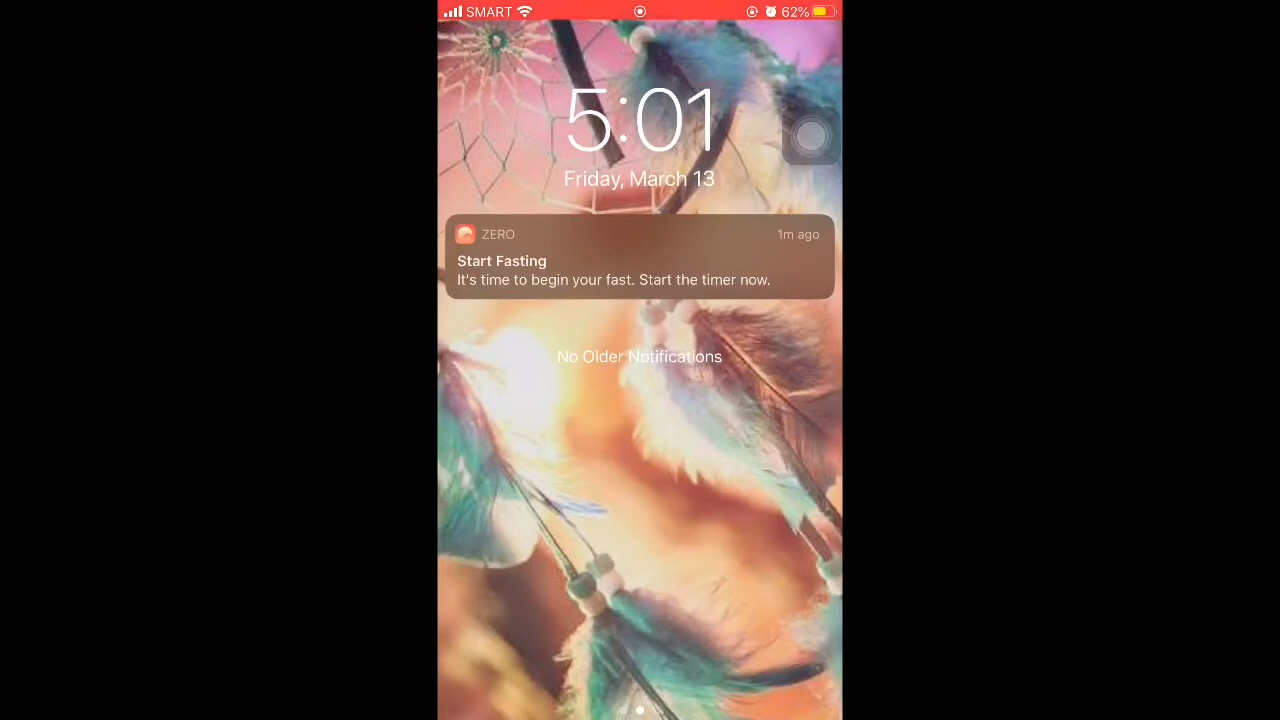 SMART 62%
5:01
Friday, March 13
ZERO 1m ago
Start Fasting
It's time to begin your fast. Start the timer now.
No Older Notifications